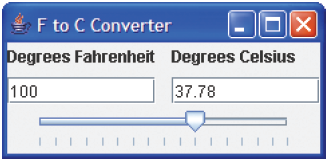 F to C Converter
Degrees Fahrenheit Degrees Celsius
100 37.78